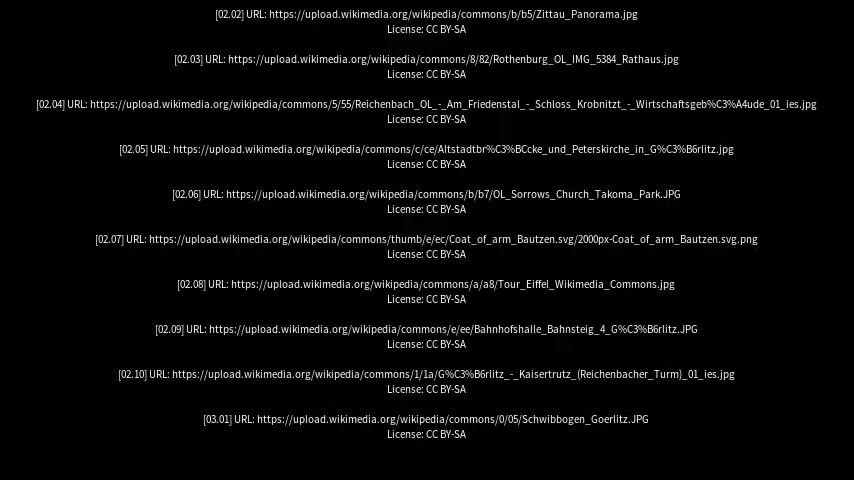 [02.02] URL: https://upload.wikimedia.org/wikipedia/commons/b/b5/Zittau_Panorama.jpg
License: CC BY-SA
[02.03] URL: https://upload.wikimedia.org/wikipedia/commons/8/82/Rothenburg_OL_IMG_5384_Rathaus.jpg
License: CC BY-SA
[02.04] URL: https://upload.wikimedia.org/wikipedia/commons/5/55/Reichenbach_OL_-_Am_Friedenstal_-_Schloss_Krobnitzt_-_Wirtschaftsgeb%C3%A4ude_01_ies.jpg
License: CC BY-SA
[02.05] URL: https://upload.wikimedia.org/wikipedia/commons/c/ce/Altstadtbr%C3%BCcke_und_Peterskirche_in_G%C3%B6rlitz.jpg
License: CC BY-SA
[02.06] URL: https://upload.wikimedia.org/wikipedia/commons/b/b7/OL_Sorrows_Church_Takoma_Park.JPG
License: CC BY-SA
[02.07] URL: https://upload.wikimedia.org/wikipedia/commons/thumb/e/ec/Coat_of_arm_Bautzen.svg/2000px-Coat_of_arm_Bautzen.svg.png
License: CC BY-SA
[02.08] URL: https://upload.wikimedia.org/wikipedia/commons/a/a8/Tour_Eiffel_Wikimedia_Commons.jpg
License: CC BY-SA
[02.09] URL: https://upload.wikimedia.org/wikipedia/commons/e/ee/Bahnhofshalle_Bahnsteig_4_G%C3%B6rlitz.JPG
License: CC BY-SA
[02.10] URL: https://upload.wikimedia.org/wikipedia/commons/1/1a/G%C3%B6rlitz_-_Kaisertrutz_(Reichenbacher_Turm)_01_ies.jpg
License: CC BY-SA
[03.01] URL: https://upload.wikimedia.org/wikipedia/commons/0/05/Schwibbogen_Goerlitz.JPG
License: CC BY-SA